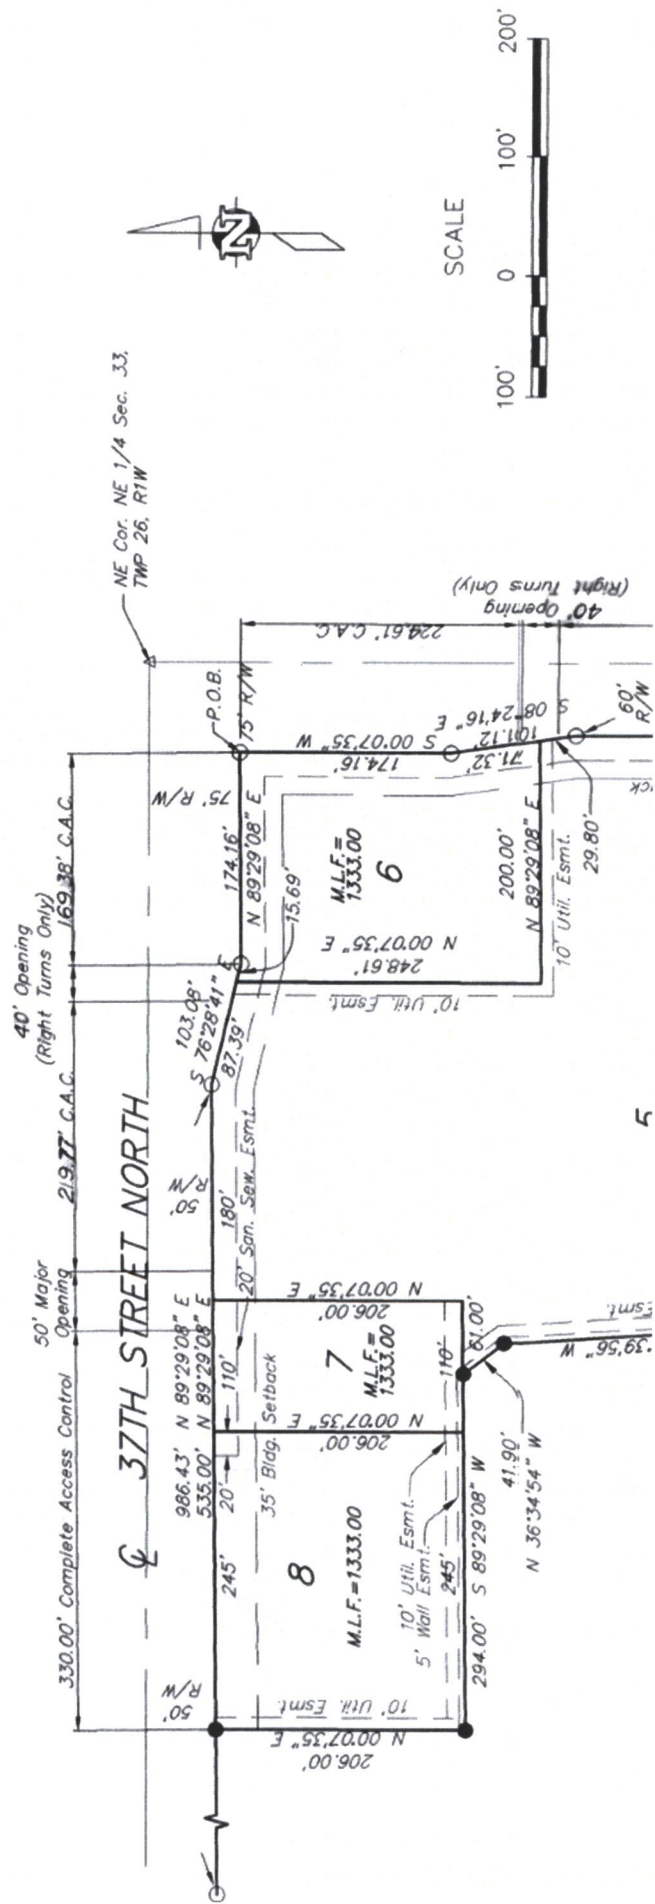 200'
100'
0
100'
SCALE
N
NE Cor. NE 1/4 Sec. 33,
TWP 26, R1W
330.00' Complete Access Control
50' Major
Opening
219.77' C.A.C.
40' Opening
(Right Turns Only)
169.38' C.A.C.
℄ 37TH STREET NORTH
50'
R/W
986.43' N 89°29'08" E
535.00' N 89°29'08" E
50'
R/W
103.08'
S 76°28'41" E
87.39'
75' R/W
P.O.B.
75' R/W
245'
20'
110'
180'
20' San. Sew. Esmt.
174.16'
N 89°29'08" E
15.69'
35' Bldg. Setback
N 00°07'35" E
206.00'
10' Util. Esmt.
8
M.L.F.=1333.00
N 00°07'35" E
206.00'
7
M.L.F.=
1333.00
N 00°07'35" E
206.00'
10' Util. Esmt.
N 00°07'35" E
248.61'
M.L.F.=
1333.00
6
S 00°07'35" W
174.16'
224.61' C.A.C.
40' Opening
(Right Turns Only)
S 08°24'16" E
101.12'
71.32'
200.00'
N 89°29'08" E
10' Util. Esmt.
29.80'
60'
R/W
10' Util. Esmt.
5' Wall Esmt.
245'
110'
61.00'
294.00' S 89°29'08" W
41.90'
N 36°34'54" W
39'56" W
Esmt.
5